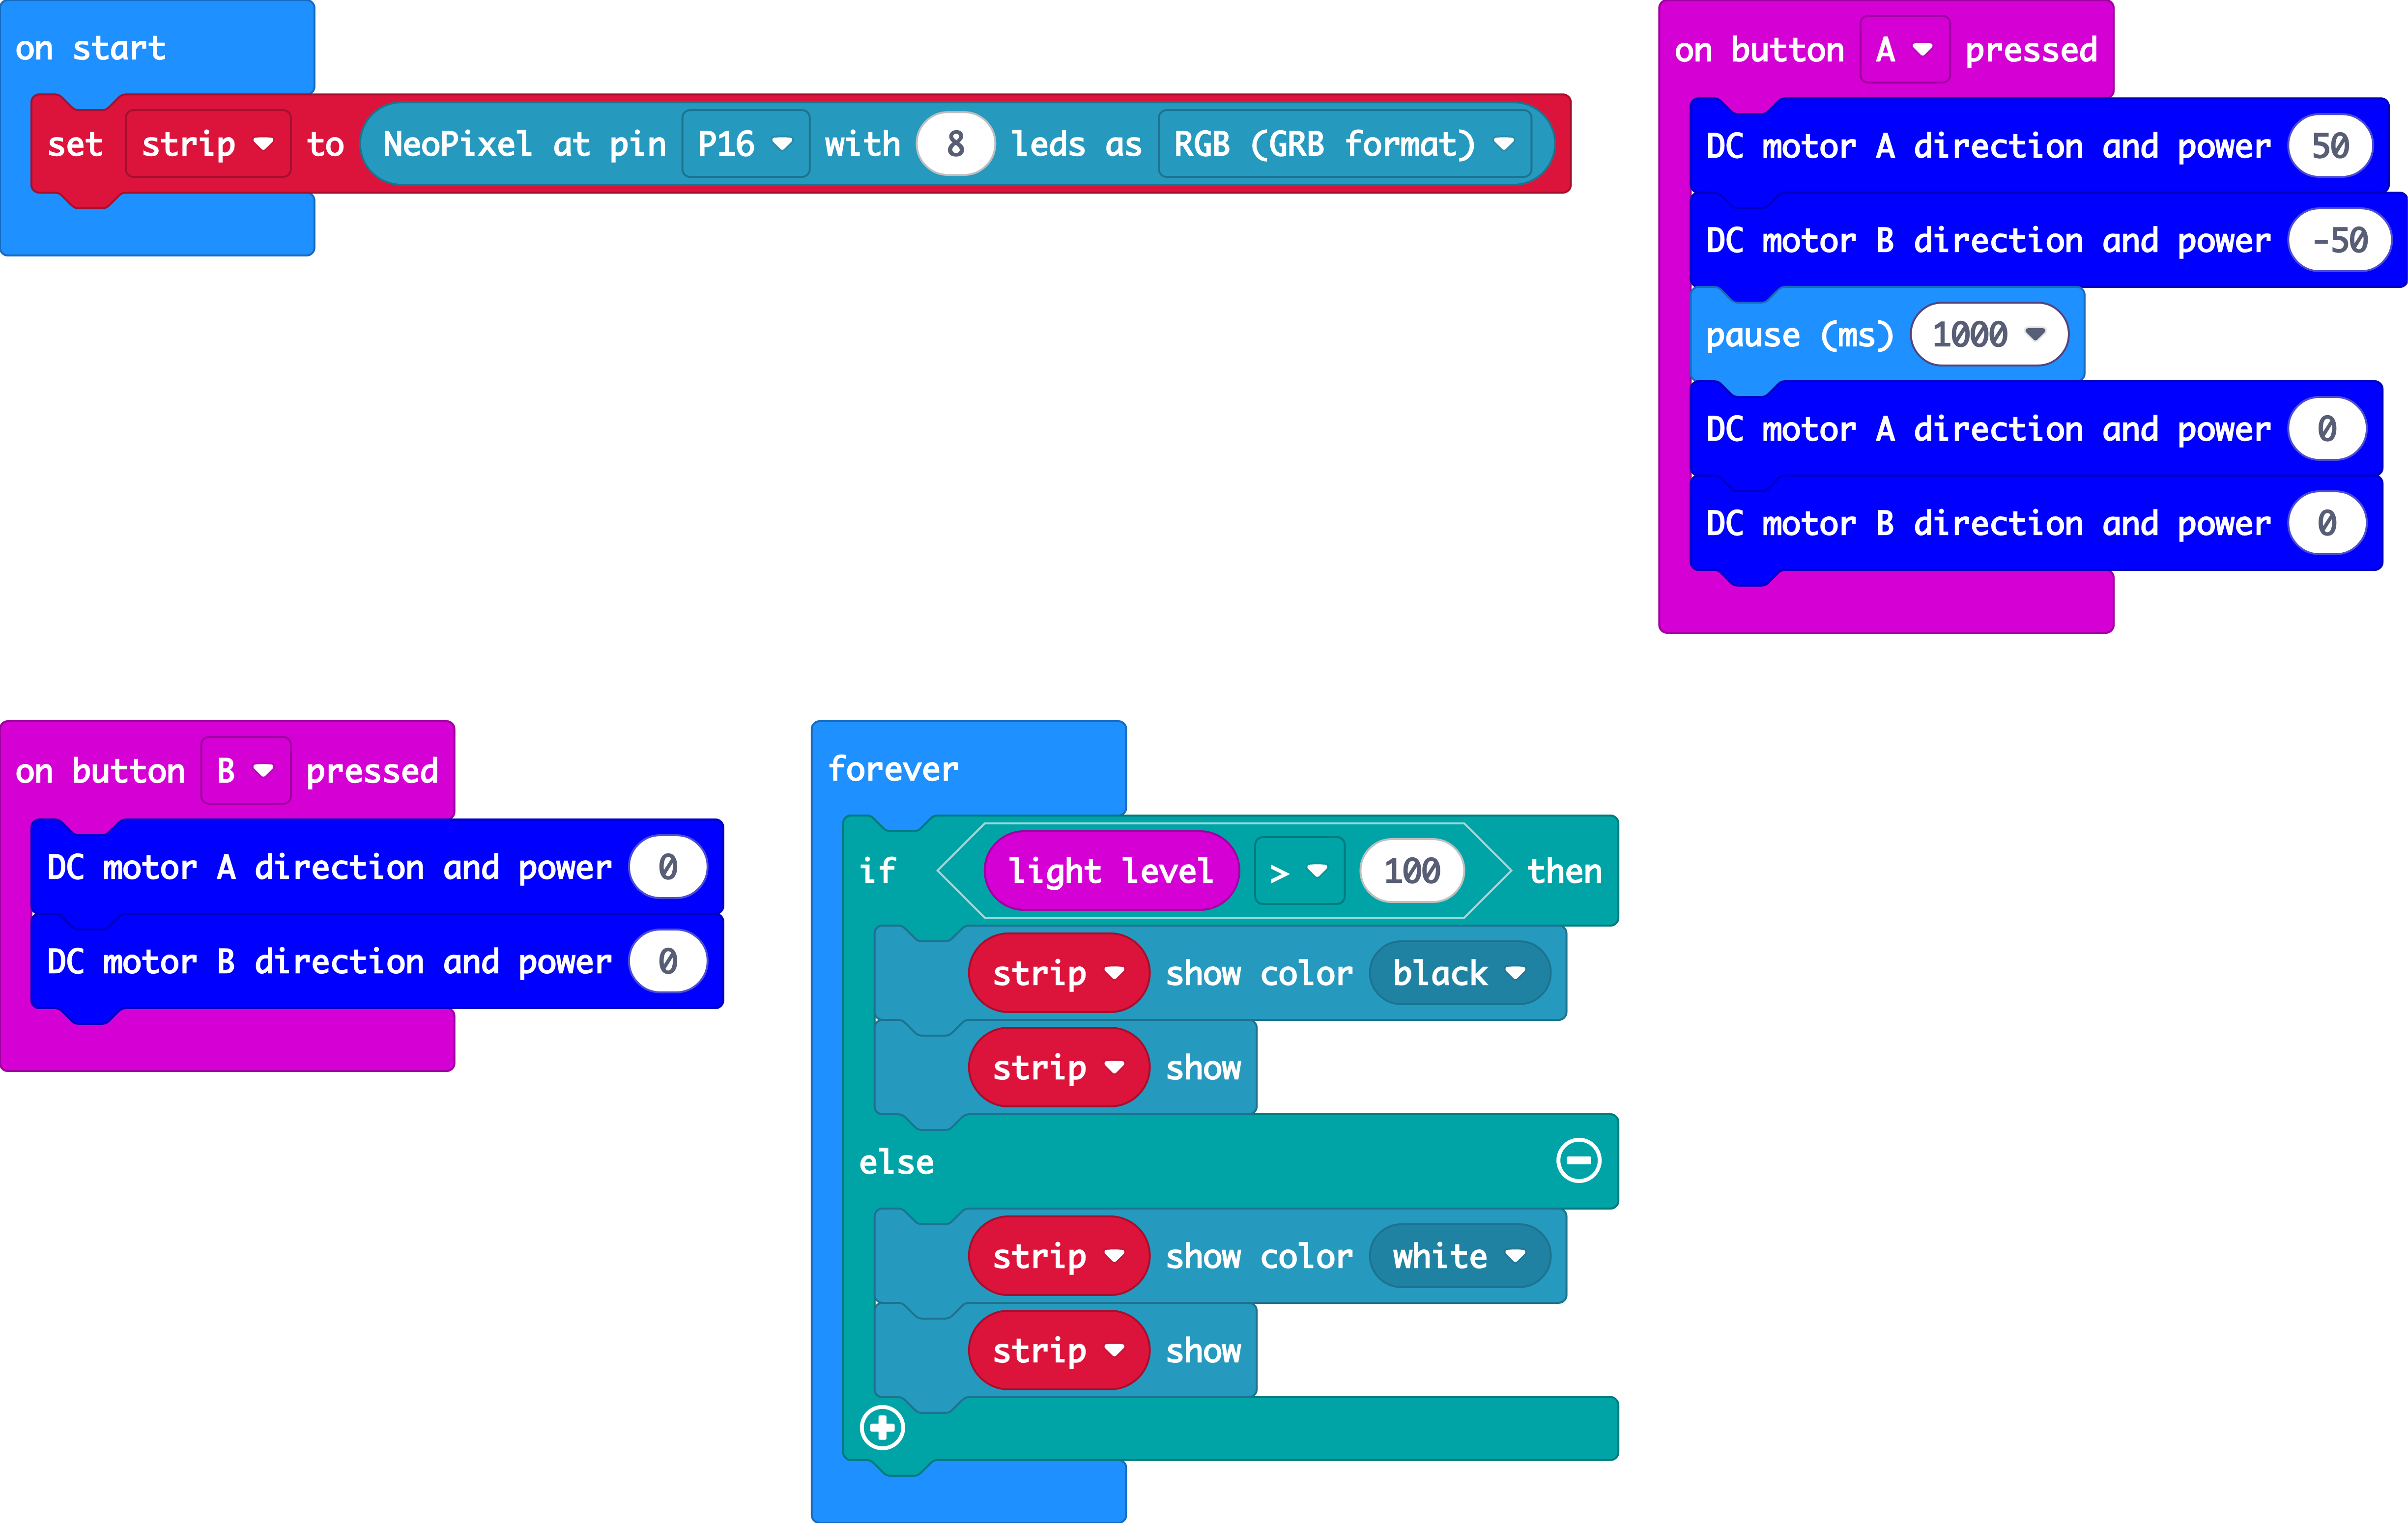 on start
set strip to NeoPixel at pin P16 with 8 leds as RGB (GRB format)
on button A pressed
DC motor A direction and power 50
DC motor B direction and power -50
pause (ms) 1000
DC motor A direction and power 0
DC motor B direction and power 0
on button B pressed
DC motor A direction and power 0
DC motor B direction and power 0
forever
if light level > 100 then
strip show color black
strip show
else
strip show color white
strip show